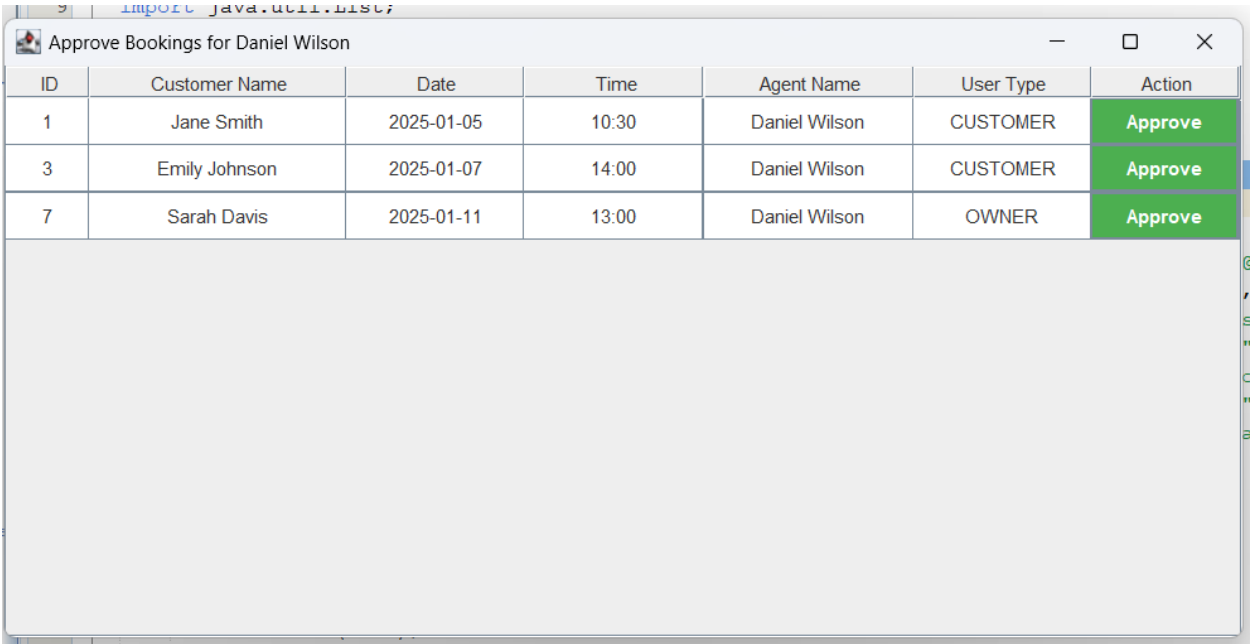 9 import java.util.List;
Approve Bookings for Daniel Wilson
ID Customer Name Date Time Agent Name User Type Action
1 Jane Smith 2025-01-05 10:30 Daniel Wilson CUSTOMER Approve
3 Emily Johnson 2025-01-07 14:00 Daniel Wilson CUSTOMER Approve
7 Sarah Davis 2025-01-11 13:00 Daniel Wilson OWNER Approve